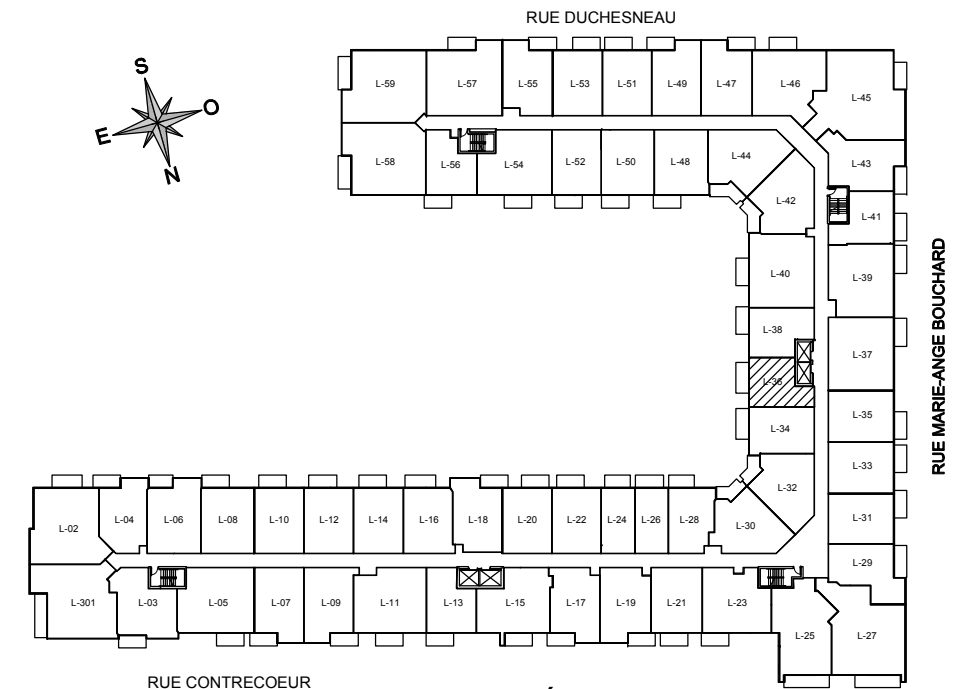 RUE DUCHESNEAU
S
E O
N
L-59 L-57 L-55 L-53 L-51 L-49 L-47 L-46 L-45
L-58 L-56 L-54 L-52 L-50 L-48 L-44 L-43
L-42 L-41
L-40 L-39
L-38 L-37
L-36
L-34 L-35
L-33
L-32 L-31
L-02 L-04 L-06 L-08 L-10 L-12 L-14 L-16 L-18 L-20 L-22 L-24 L-26 L-28 L-30
L-29
L-301 L-03 L-05 L-07 L-09 L-11 L-13 L-15 L-17 L-19 L-21 L-23
L-25 L-27
RUE MARIE-ANGE BOUCHARD
RUE CONTRECOEUR